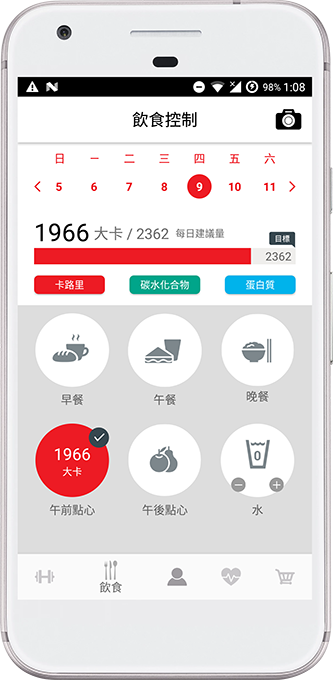 98% 1:08
飲食控制
日 一 二 三 四 五 六
5 6 7 8 9 10 11
1966 大卡 / 2362 每日建議量
目標
2362
卡路里 碳水化合物 蛋白質
早餐 午餐 晚餐
1966
大卡
0
午前點心 午後點心 水
飲食